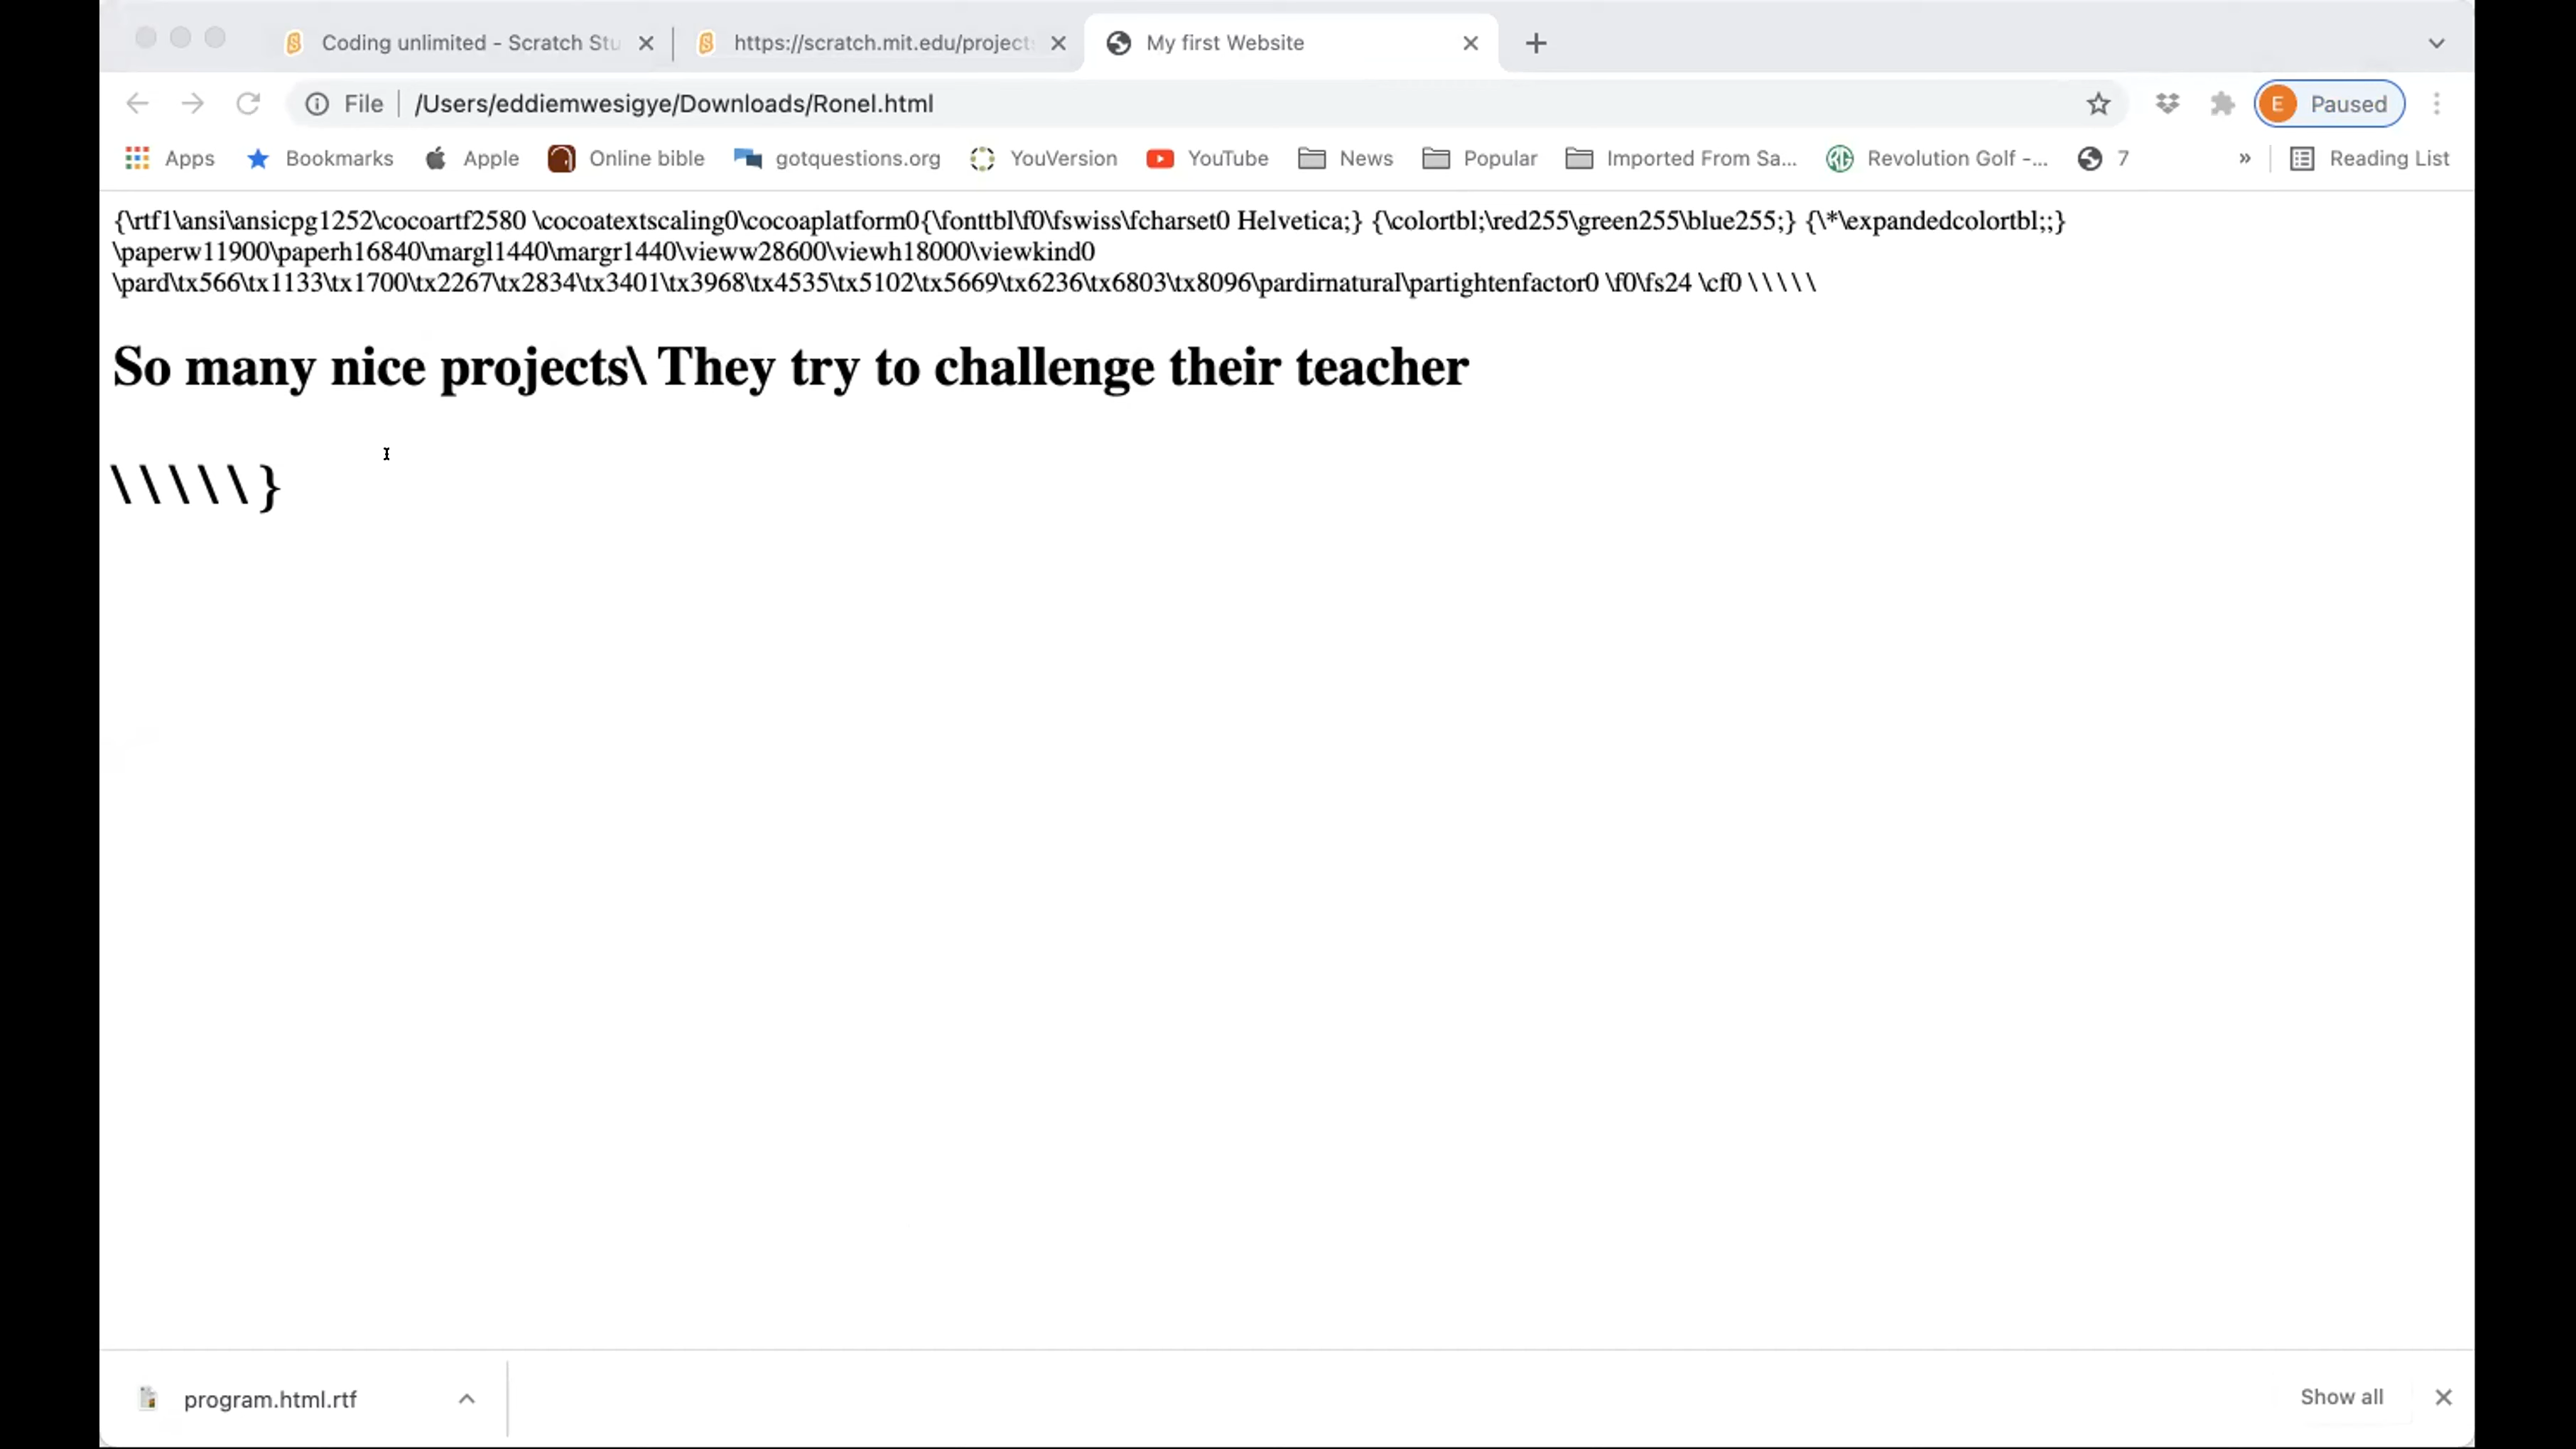 Coding unlimited - Scratch Stu
https://scratch.mit.edu/project
My first Website
File /Users/eddiemwesigye/Downloads/Ronel.html
E Paused
Apps Bookmarks Apple Online bible gotquestions.org YouVersion YouTube News Popular Imported From Sa... Revolution Golf -... 7 » Reading List
{\rtf1\ansi\ansicpg1252\cocoartf2580 \cocoatextscaling0\cocoaplatform0{\fonttbl\f0\fswiss\fcharset0 Helvetica;} {\colortbl;\red255\green255\blue255;} {\*\expandedcolortbl;;}
\paperw11900\paperh16840\margl1440\margr1440\vieww28600\viewh18000\viewkind0
\pard\tx566\tx1133\tx1700\tx2267\tx2834\tx3401\tx3968\tx4535\tx5102\tx5669\tx6236\tx6803\tx8096\pardirnatural\partightenfactor0 \f0\fs24 \cf0 \ \ \ \ \
So many nice projects\ They try to challenge their teacher
\ \ \ \ \ }
program.html.rtf
Show all